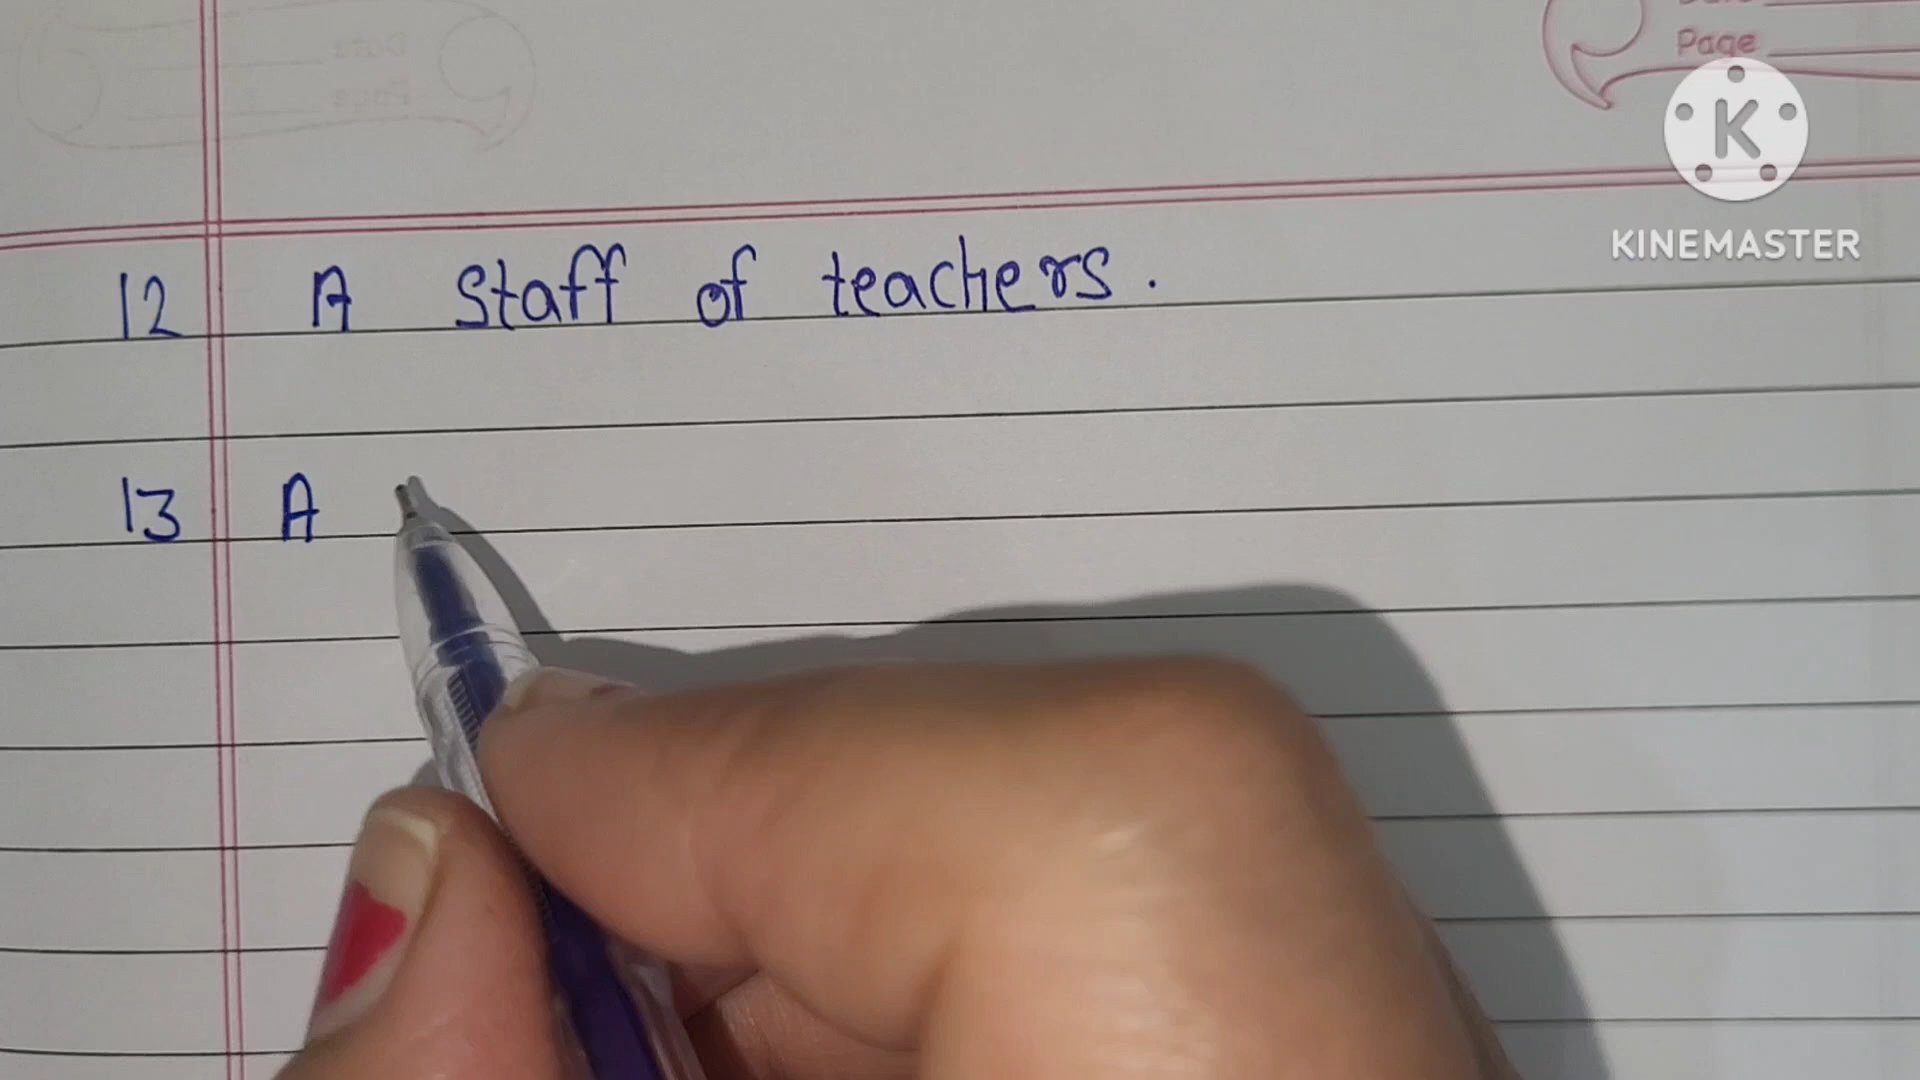 Page
K
KINEMASTER
12 A Staff of teachers.
13 A